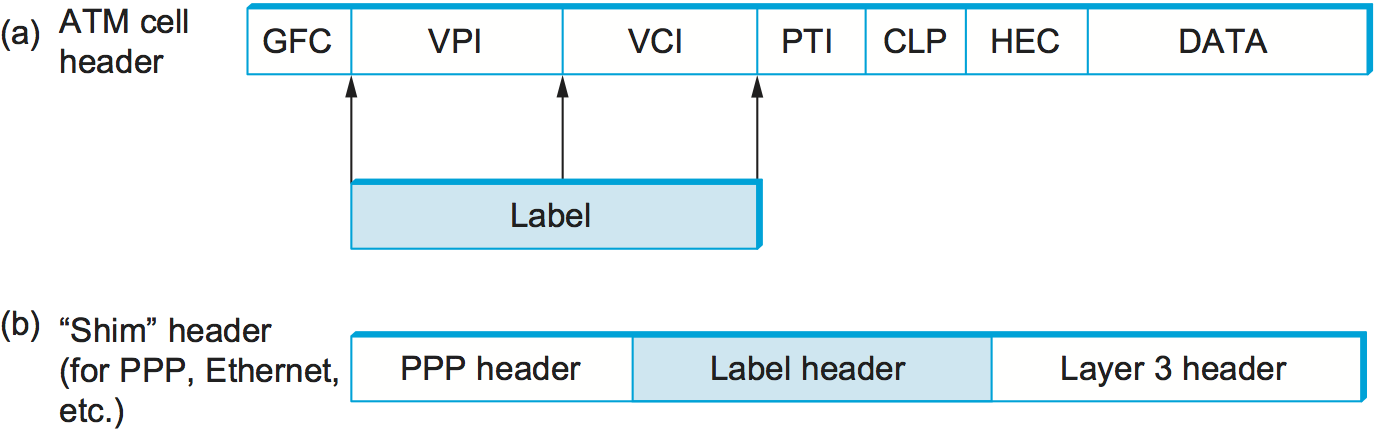 (a) ATM cell
header
GFC VPI VCI PTI CLP HEC DATA
Label
(b) “Shim” header
(for PPP, Ethernet,
etc.)
PPP header Label header Layer 3 header